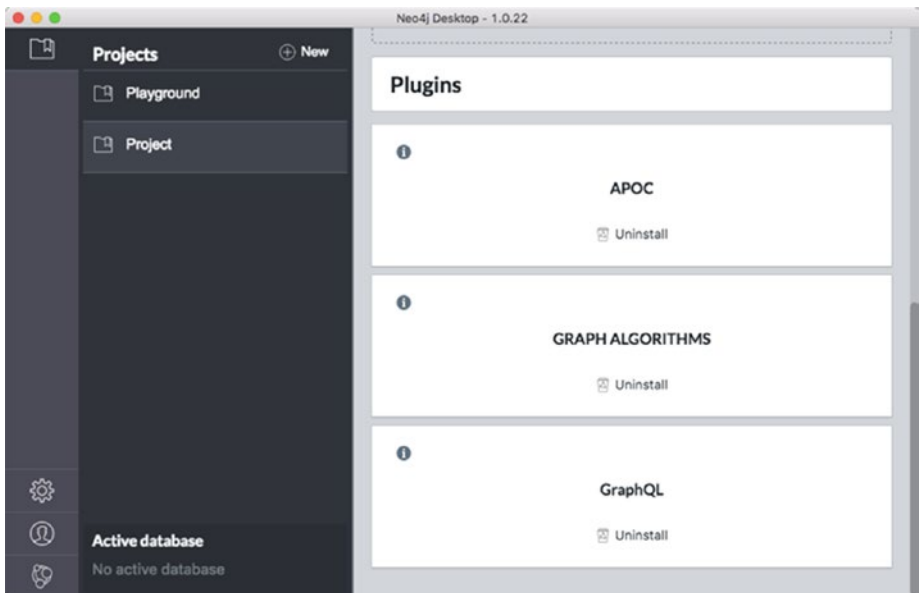 Neo4j Desktop - 1.0.22
Projects
New
Playground
Project
Active database
No active database
Plugins
APOC
Uninstall
GRAPH ALGORITHMS
Uninstall
GraphQL
Uninstall